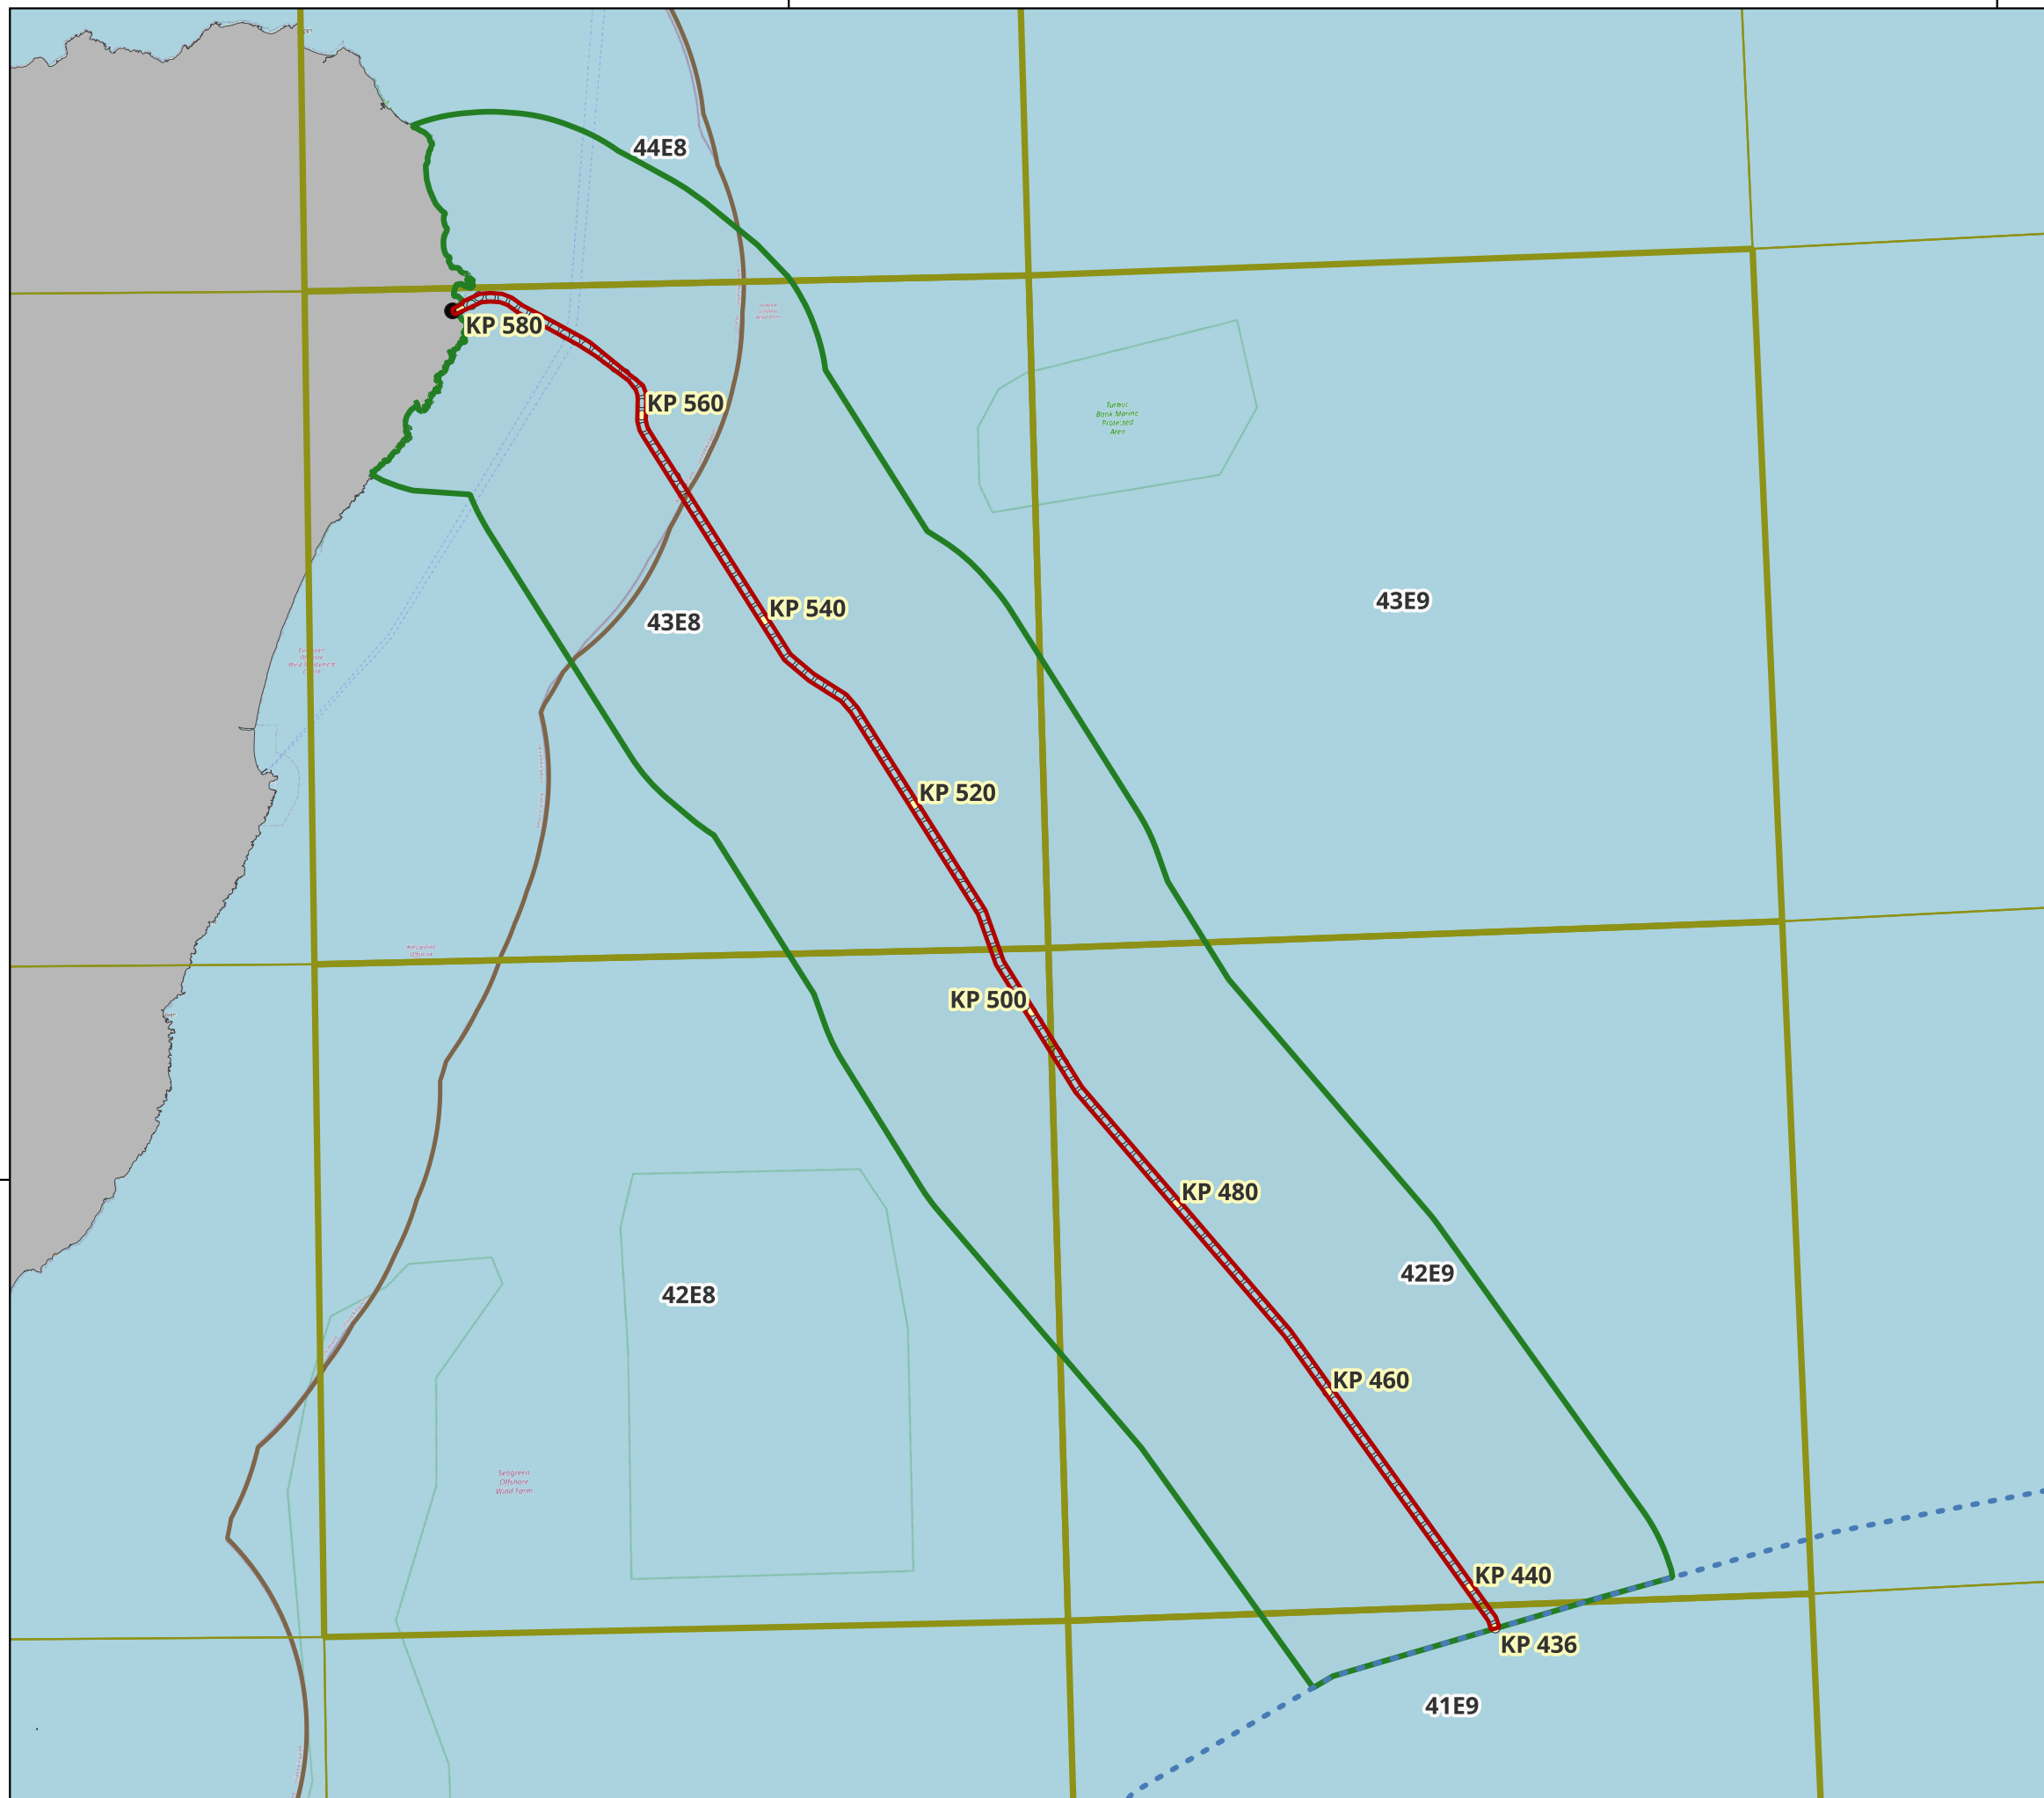 44E8
KP 580
KP 560
Turbot
Bank Marine
Protected
Area
43E9
KP 540
43E8
KP 520
KP 500
KP 480
42E9
42E8
KP 460
Seagreen
Offshore
Wind Farm
KP 440
KP 436
41E9